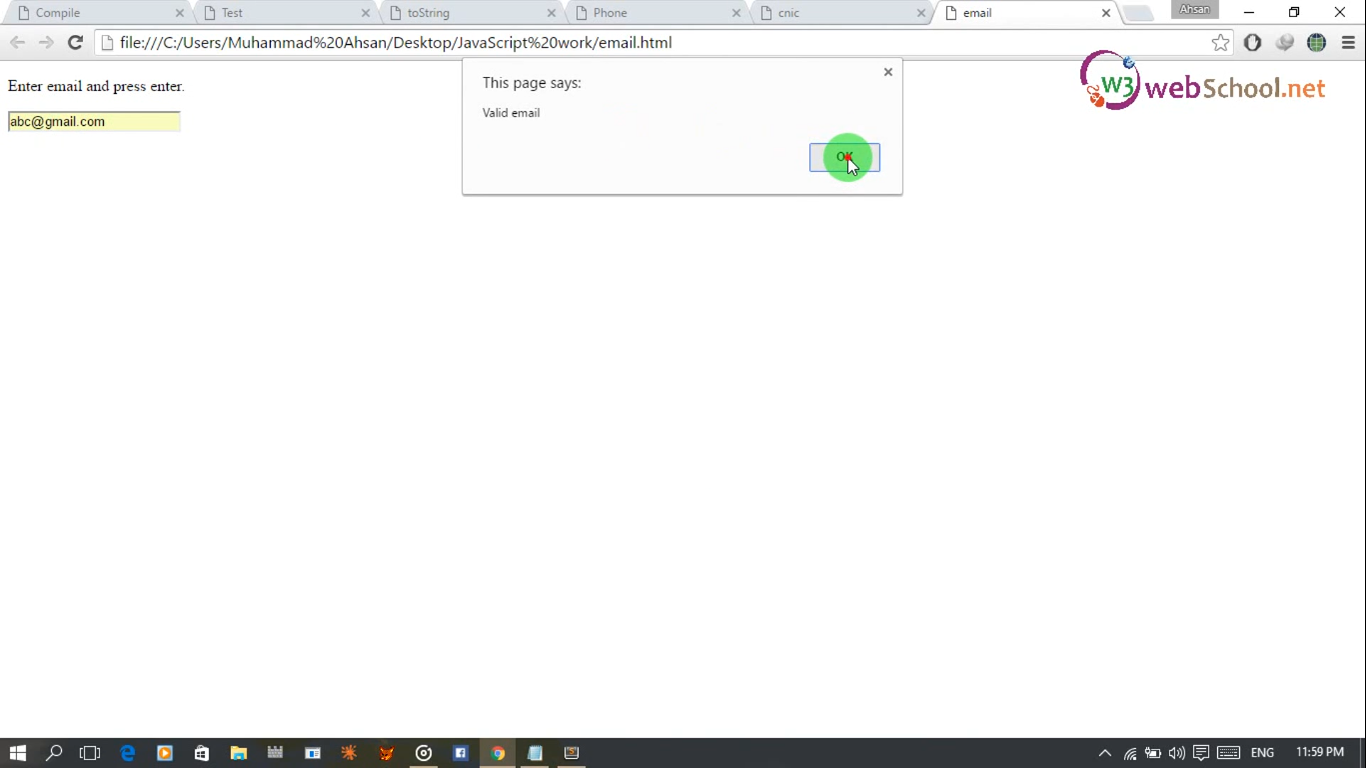 Compile
Test
toString
Phone
cnic
email
Ahsan
file:///C:/Users/Muhammad%20Ahsan/Desktop/JavaScript%20work/email.html
Enter email and press enter.
abc@gmail.com
This page says:
Valid email
OK
W3 webSchool.net
ENG
11:59 PM